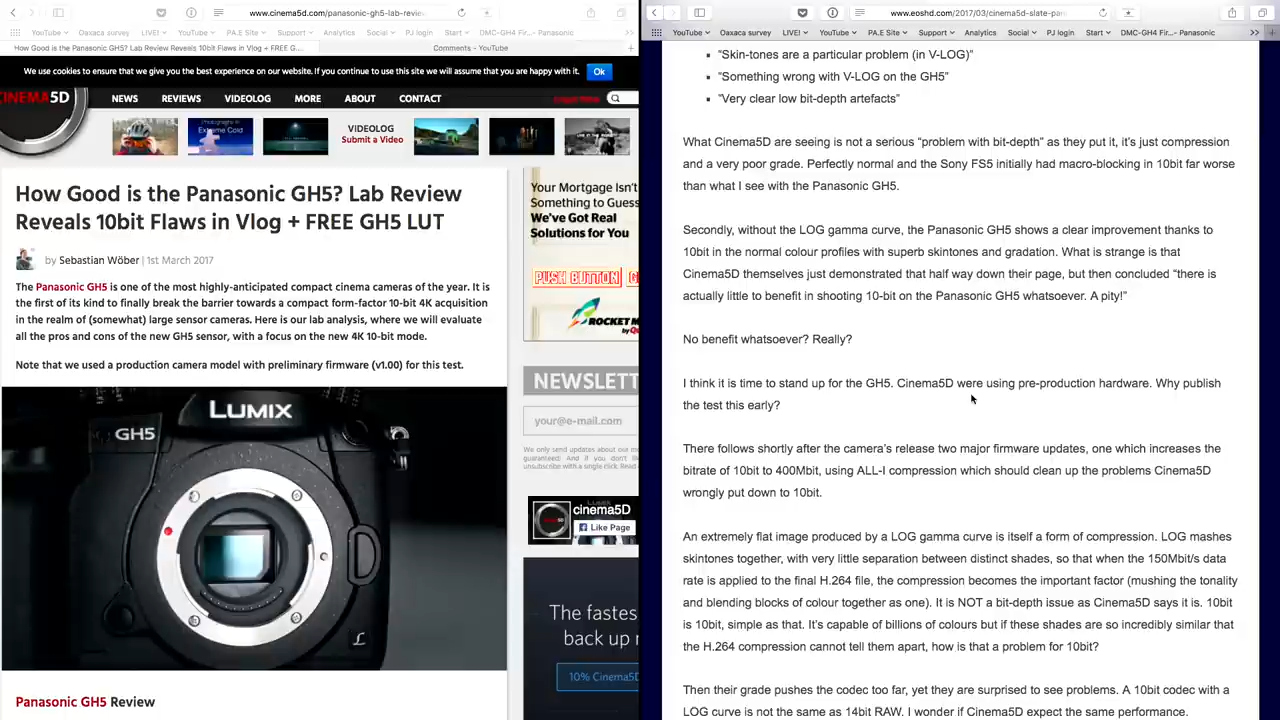 www.cinema5d.com/panasonic-gh5-lab-review
YouTube
Oaxaca survey
LIVE!
YouTube
PA.E Site
Support
Analytics
Social
PJ login
Start
DMC-GH4 Fir...- Panasonic
How Good is the Panasonic GH5? Lab Review Reveals 10bit Flaws in Vlog + FREE G...
Comments - YouTube
We use cookies to ensure that we give you the best experience on our website. If you continue to use this site we will assume you are happy with it.
Ok
CINEMA5D
NEWS
REVIEWS
VIDEOLOG
MORE
ABOUT
CONTACT
VIDEOLOG
Submit a Video
How Good is the Panasonic GH5? Lab Review
Reveals 10bit Flaws in Vlog + FREE GH5 LUT
by Sebastian Wöber | 1st March 2017
The Panasonic GH5 is one of the most highly-anticipated compact cinema cameras of the year. It is
the first of its kind to finally break the barrier towards a compact form-factor 10-bit 4K acquisition
in the realm of (somewhat) large sensor cameras. Here is our lab analysis, where we will evaluate
all the pros and cons of the new GH5 sensor, with a focus on the new 4K 10-bit mode.
Note that we used a production camera model with preliminary firmware (v1.00) for this test.
LUMIX
GH5
L
Panasonic GH5 Review
Your Mortgage Isn't
Something to Guess
We've Got Real
Solutions for You
PUSH BUTTON
ROCKET M
NEWSLETT
your@e-mail.com
We only send updates about our
cinema5D
Like Page
The fastes
back up
10% Cinema5D
www.eoshd.com/2017/03/cinema5d-slate-pan
YouTube
Oaxaca survey
LIVE!
YouTube
PA.E Site
Support
Analytics
Social
PJ login
Start
DMC-GH4 Fir...- Panasonic
▪ "Skin-tones are a particular problem (in V-LOG)"
▪ "Something wrong with V-LOG on the GH5"
▪ "Very clear low bit-depth artefacts"
What Cinema5D are seeing is not a serious “problem with bit-depth” as they put it, it’s just compression
and a very poor grade. Perfectly normal and the Sony FS5 initially had macro-blocking in 10bit far worse
than what I see with the Panasonic GH5.
Secondly, without the LOG gamma curve, the Panasonic GH5 shows a clear improvement thanks to
10bit in the normal colour profiles with superb skintones and gradation. What is strange is that
Cinema5D themselves just demonstrated that half way down their page, but then concluded “there is
actually little to benefit in shooting 10-bit on the Panasonic GH5 whatsoever. A pity!”
No benefit whatsoever? Really?
I think it is time to stand up for the GH5. Cinema5D were using pre-production hardware. Why publish
the test this early?
There follows shortly after the camera’s release two major firmware updates, one which increases the
bitrate of 10bit to 400Mbit, using ALL-I compression which should clean up the problems Cinema5D
wrongly put down to 10bit.
An extremely flat image produced by a LOG gamma curve is itself a form of compression. LOG mashes
skintones together, with very little separation between distinct shades, so that when the 150Mbit/s data
rate is applied to the final H.264 file, the compression becomes the important factor (mushing the tonality
and blending blocks of colour together as one). It is NOT a bit-depth issue as Cinema5D says it is. 10bit
is 10bit, simple as that. It’s capable of billions of colours but if these shades are so incredibly similar that
the H.264 compression cannot tell them apart, how is that a problem for 10bit?
Then their grade pushes the codec too far, yet they are surprised to see problems. A 10bit codec with a
LOG curve is not the same as 14bit RAW. I wonder if Cinema5D expect the same performance.